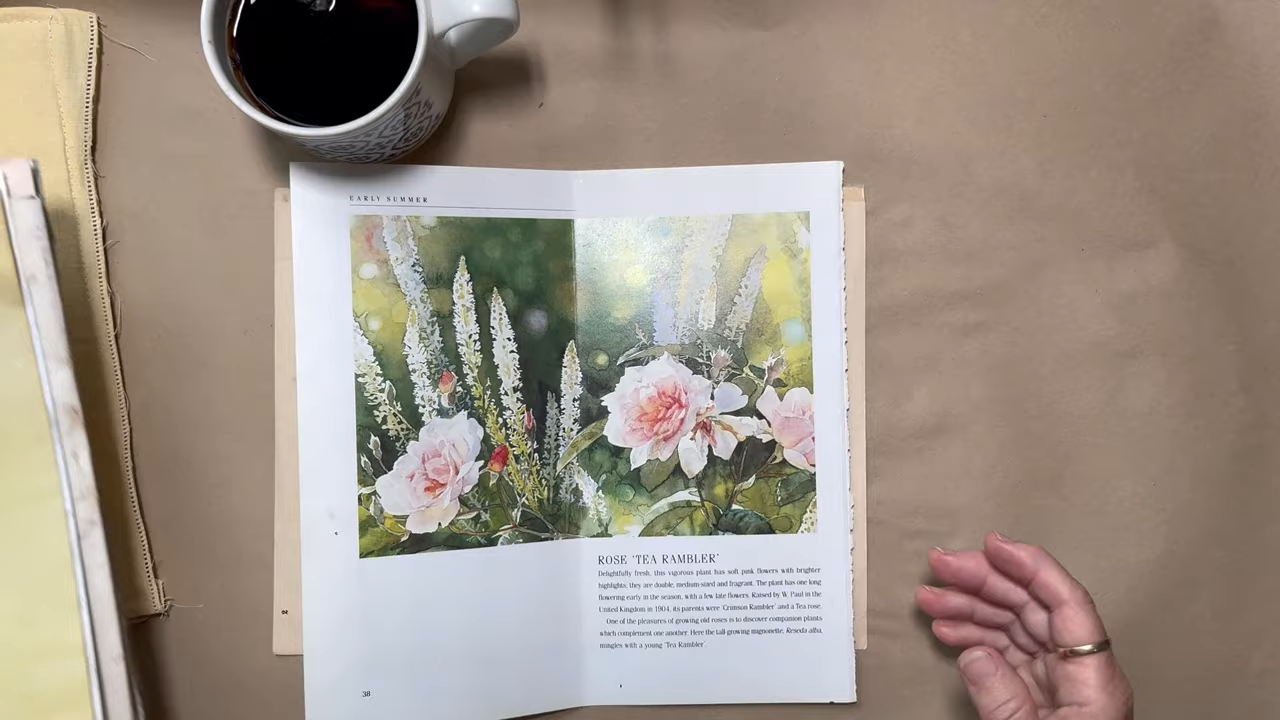 EARLY SUMMER
ROSE ‘TEA RAMBLER’
Delightfully fresh, this vigorous plant has soft pink flowers with brighter
highlights; they are double, medium-sized and fragrant. The plant has one long
flowering early in the season, with a few late flowers. Raised by W. Paul in the
United Kingdom in 1904, its parents were ‘Crimson Rambler’ and a Tea rose.
One of the pleasures of growing old roses is to discover companion plants
which complement one another. Here the tall-growing mignonette, Reseda alba,
mingles with a young ‘Tea Rambler’.
38